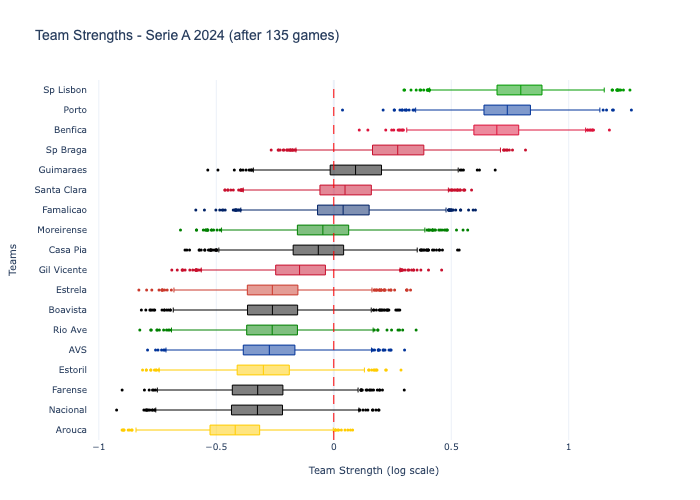 Team Strengths - Serie A 2024 (after 135 games)
Sp Lisbon
Porto
Benfica
Sp Braga
Guimaraes
Santa Clara
Famalicao
Moreirense
Casa Pia
Gil Vicente
Estrela
Boavista
Rio Ave
AVS
Estoril
Farense
Nacional
Arouca
Teams
−1 −0.5 0 0.5 1
Team Strength (log scale)